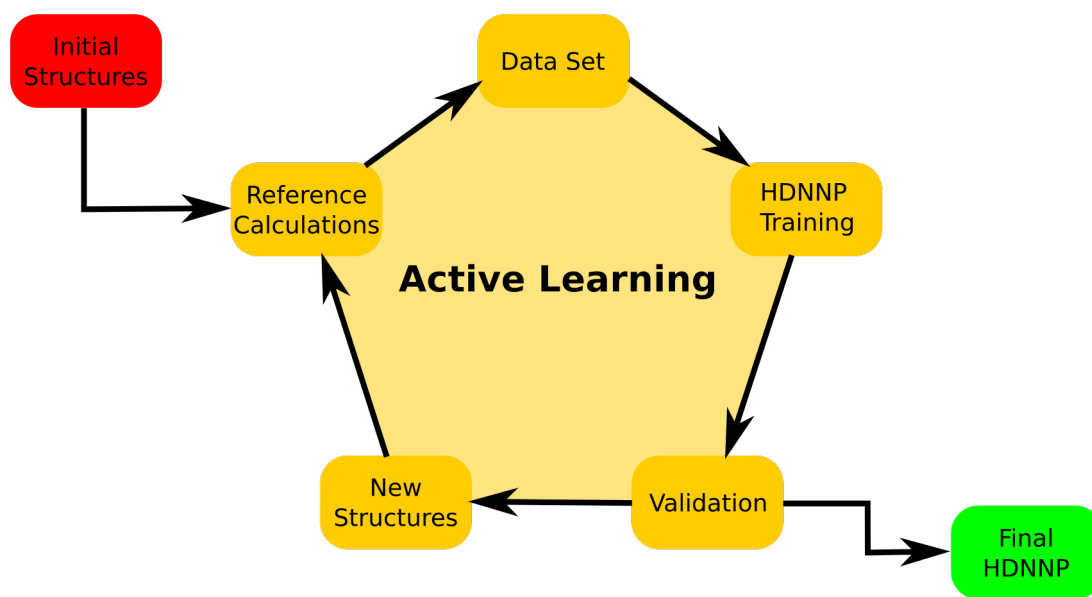 Initial
Structures
Data Set
Reference
Calculations
HDNNP
Training
Active Learning
New
Structures
Validation
Final
HDNNP